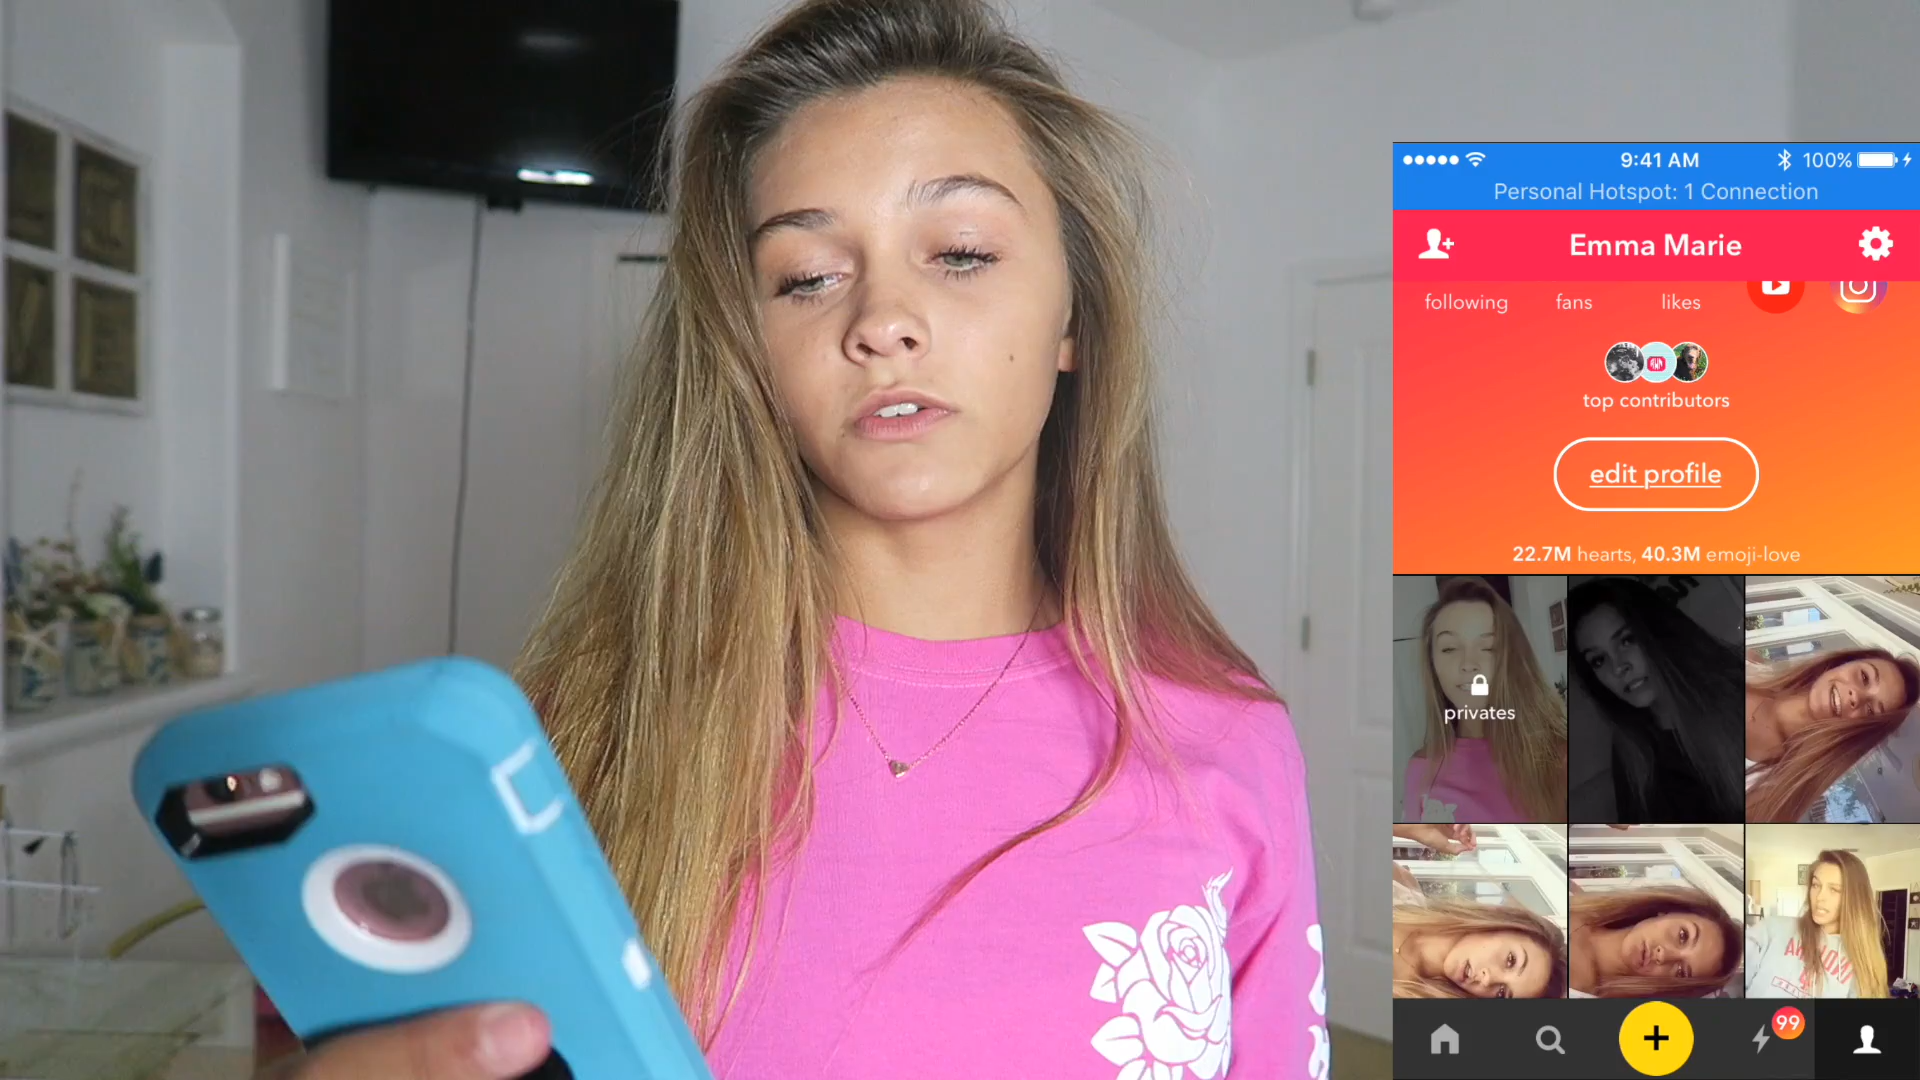 9:41 AM
100%
Personal Hotspot: 1 Connection
Emma Marie
following fans likes
top contributors
edit profile
22.7M hearts, 40.3M emoji-love
privates
99